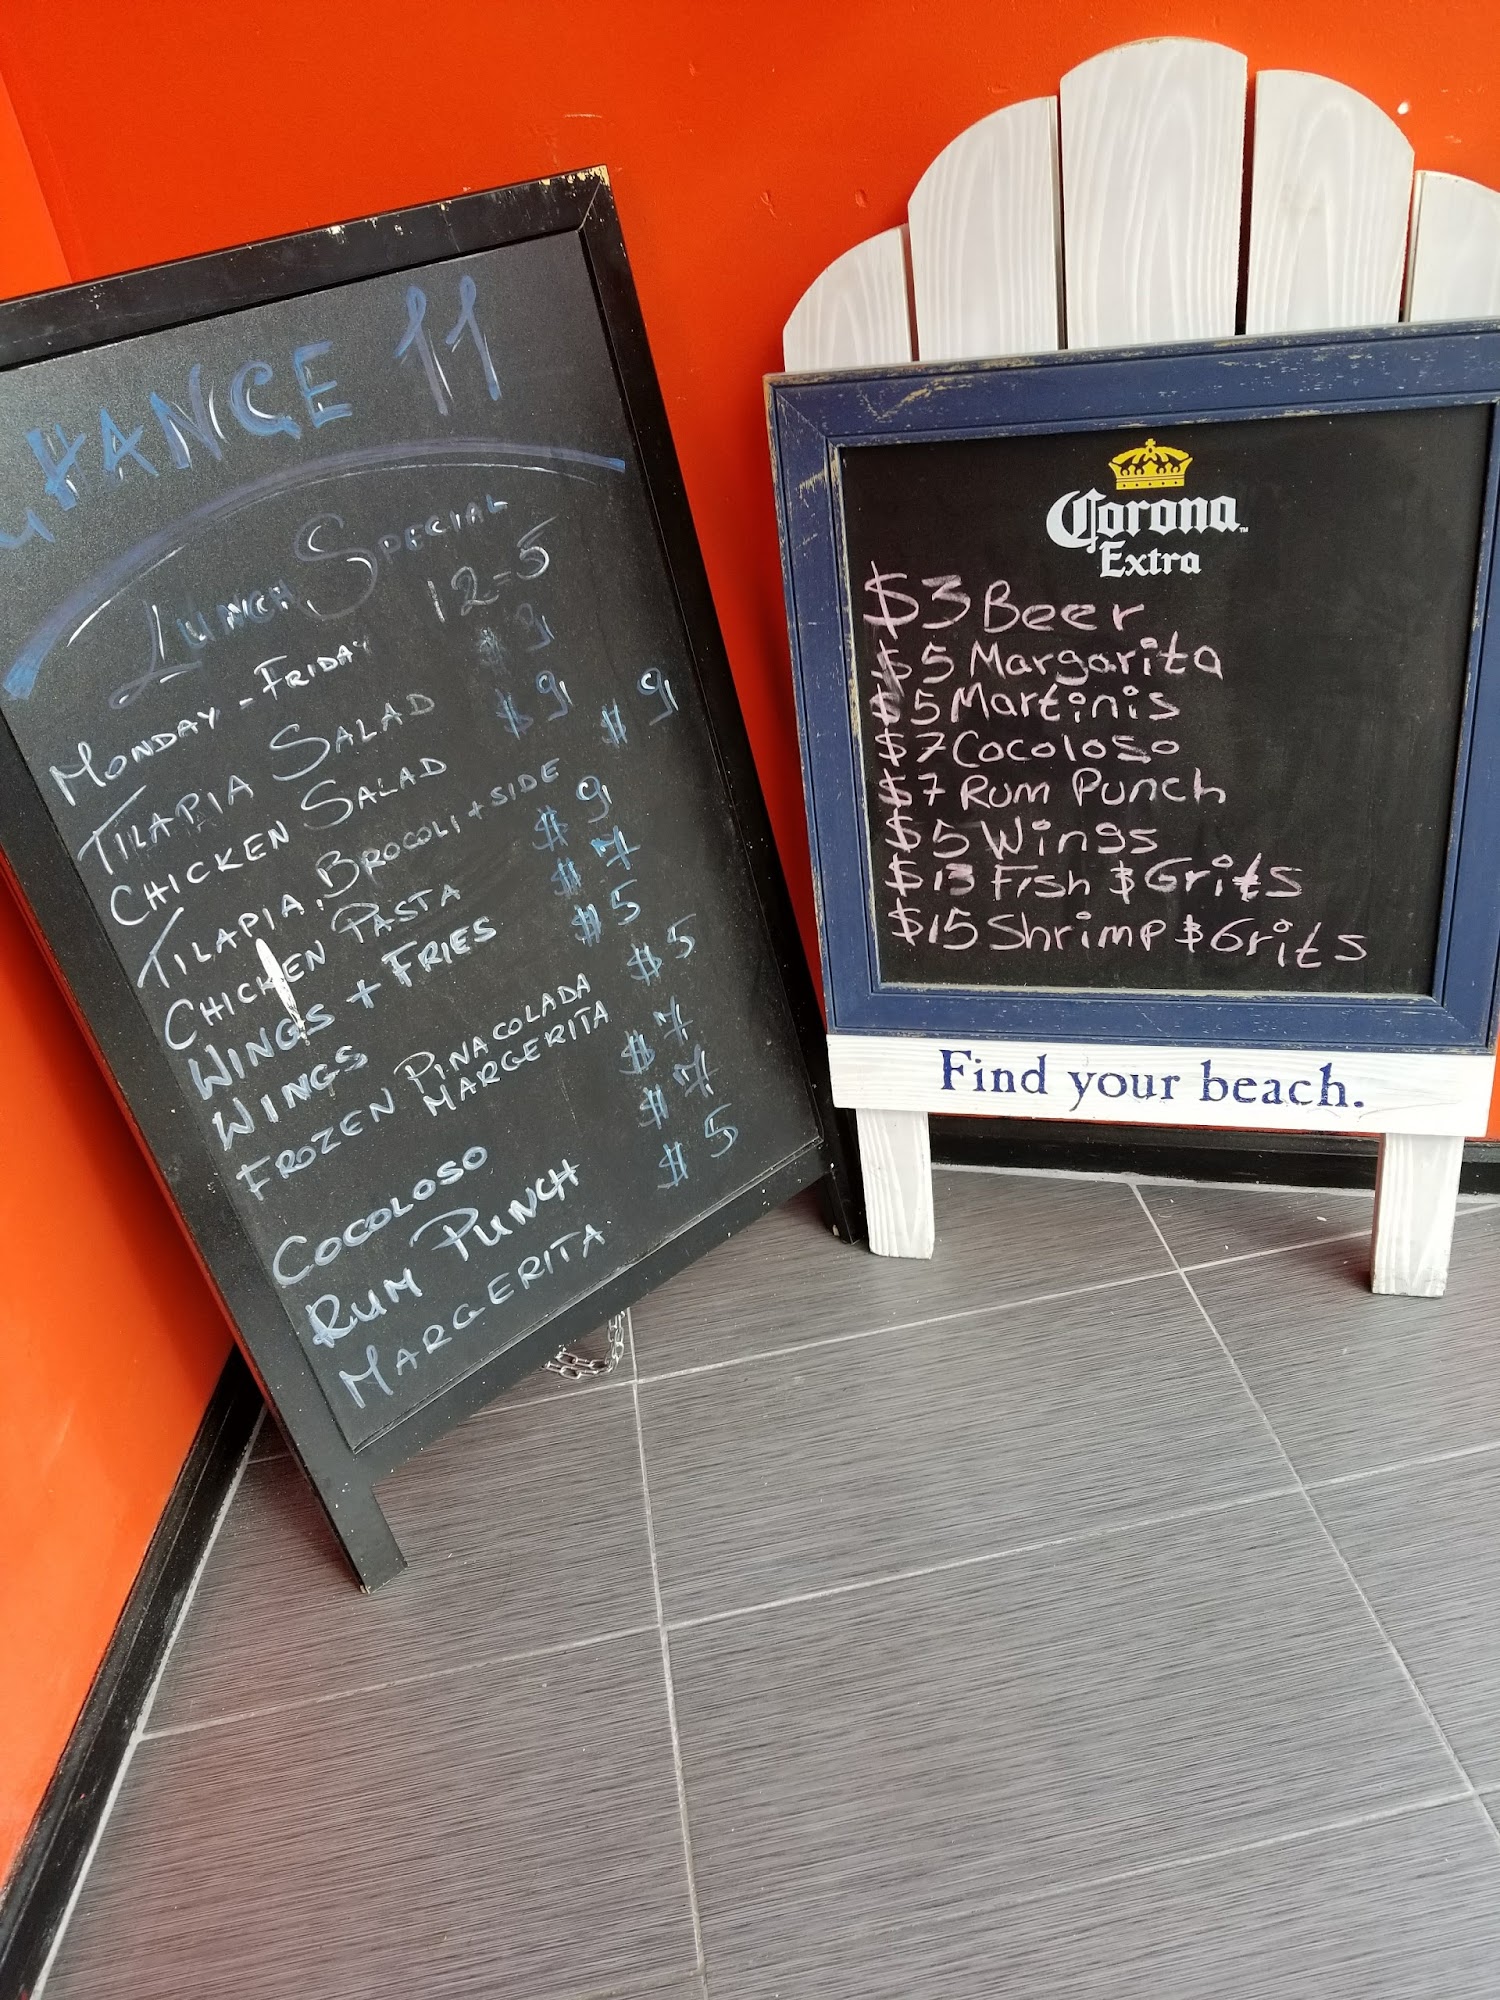 HANGE 11
LUNCH SPECIAL
MONDAY - FRIDAY 12-5
TILAPIA SALAD $ 9
CHICKEN SALAD $ 9
TILAPIA, BROCOLI + SIDE $ 9
CHICKEN PASTA $ 9
WINGS + FRIES $ 7
WINGS $ 5
FROZEN PINACOLADA $ 5
MARGERITA
COCOLOSO $ 7
RUM PUNCH $ 7
MARGERITA $ 5
Corona
Extra
$3 Beer
$5 Margarita
$5 Martinis
$7 Cocoloso
$7 Rum Punch
$5 Wings
$13 Fish & Grits
$15 Shrimp & Grits
Find your beach.